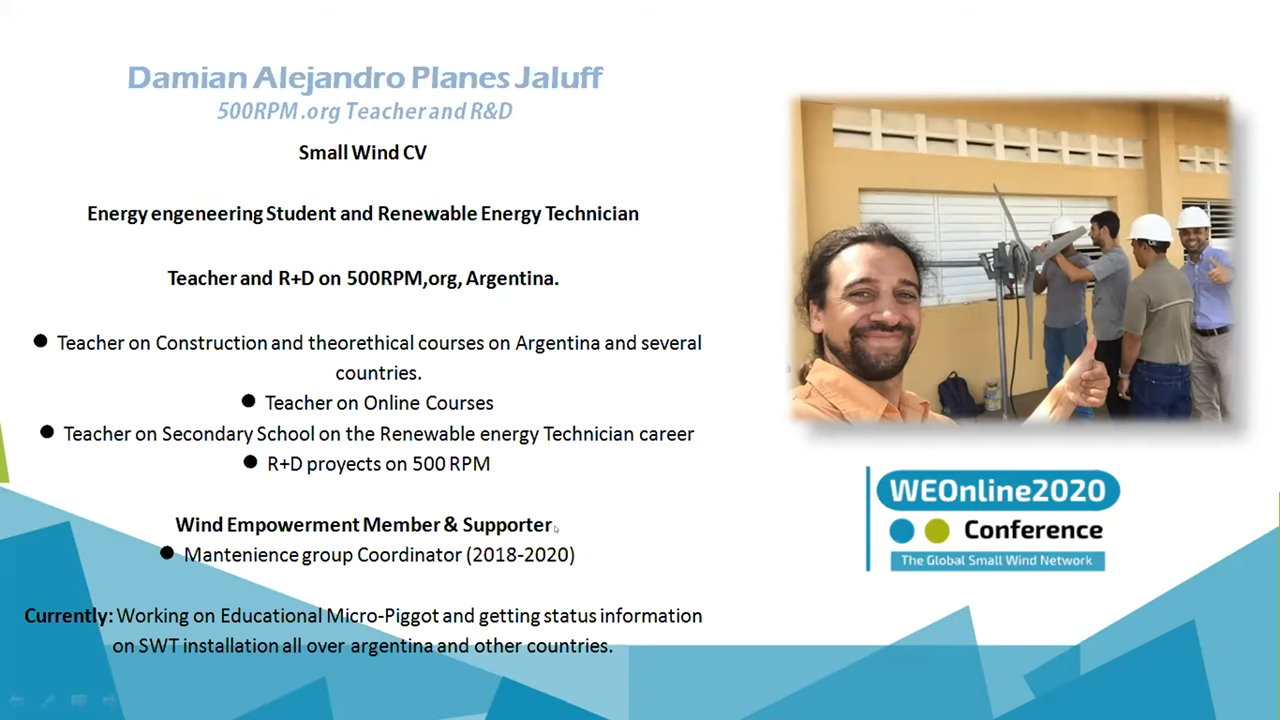 Damian Alejandro Planes Jaluff
500RPM.org Teacher and R&D
Small Wind CV
Energy engeneering Student and Renewable Energy Technician
Teacher and R+D on 500RPM,org, Argentina.
● Teacher on Construction and theorethical courses on Argentina and several
countries.
● Teacher on Online Courses
● Teacher on Secondary School on the Renewable energy Technician career
● R+D proyects on 500 RPM
Wind Empowerment Member & Supporter
● Mantenience group Coordinator (2018-2020)
Currently: Working on Educational Micro-Piggot and getting status information
on SWT installation all over argentina and other countries.
WEOnline2020
Conference
The Global Small Wind Network